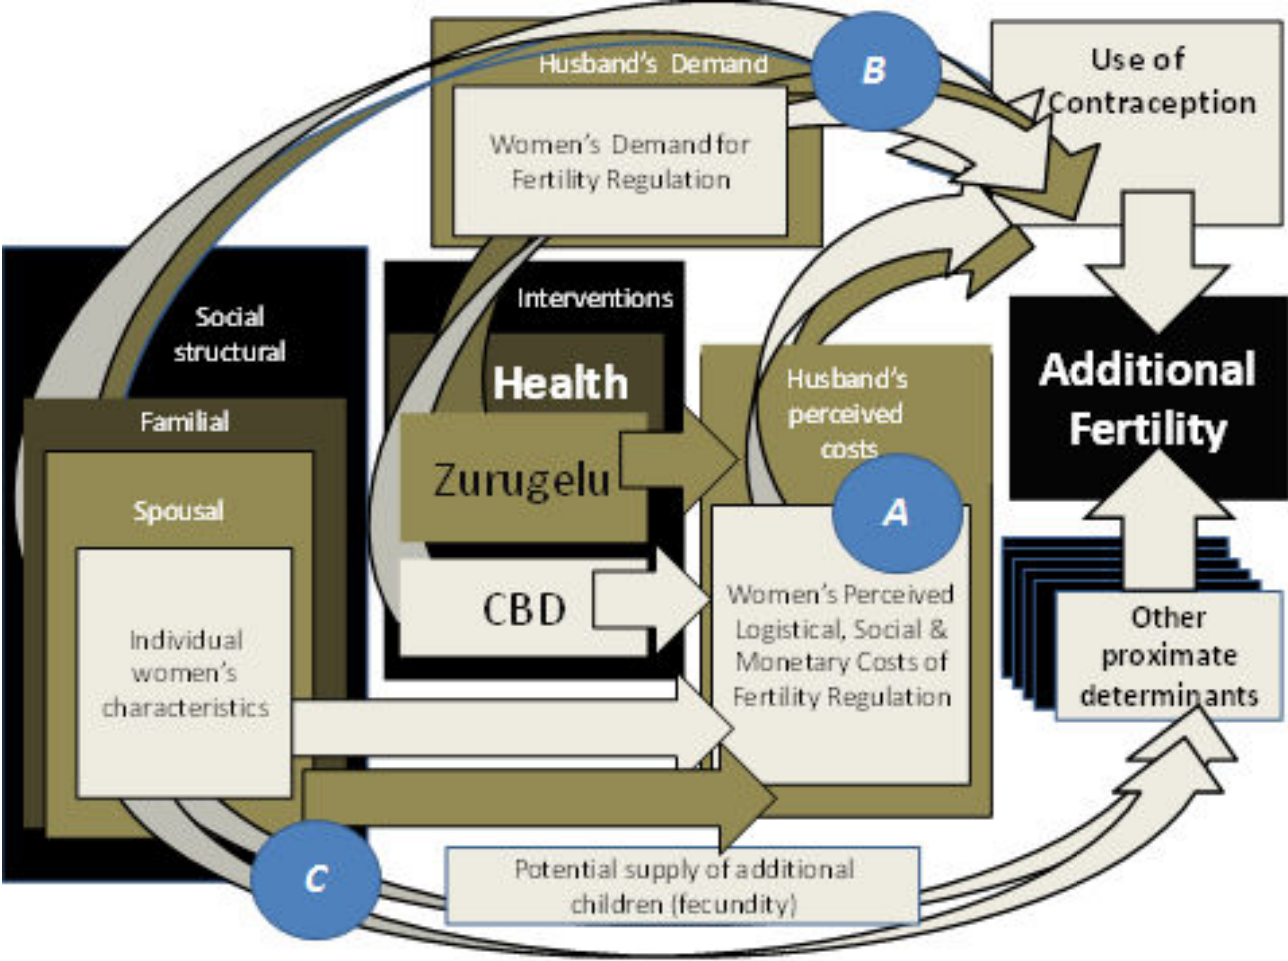 Husband's Demand
B
Use of
Contraception
Women's Demand for
Fertility Regulation
Social
structural
Interventions
Health
Husband's
perceived
costs
Additional
Fertility
Familial
Zurugelu
Spousal
A
CBD
Women's Perceived
Logistical, Social &
Monetary Costs of
Fertility Regulation
Individual
women's
characteristics
Other
proximate
determinants
C
Potential supply of additional
children (fecundity)